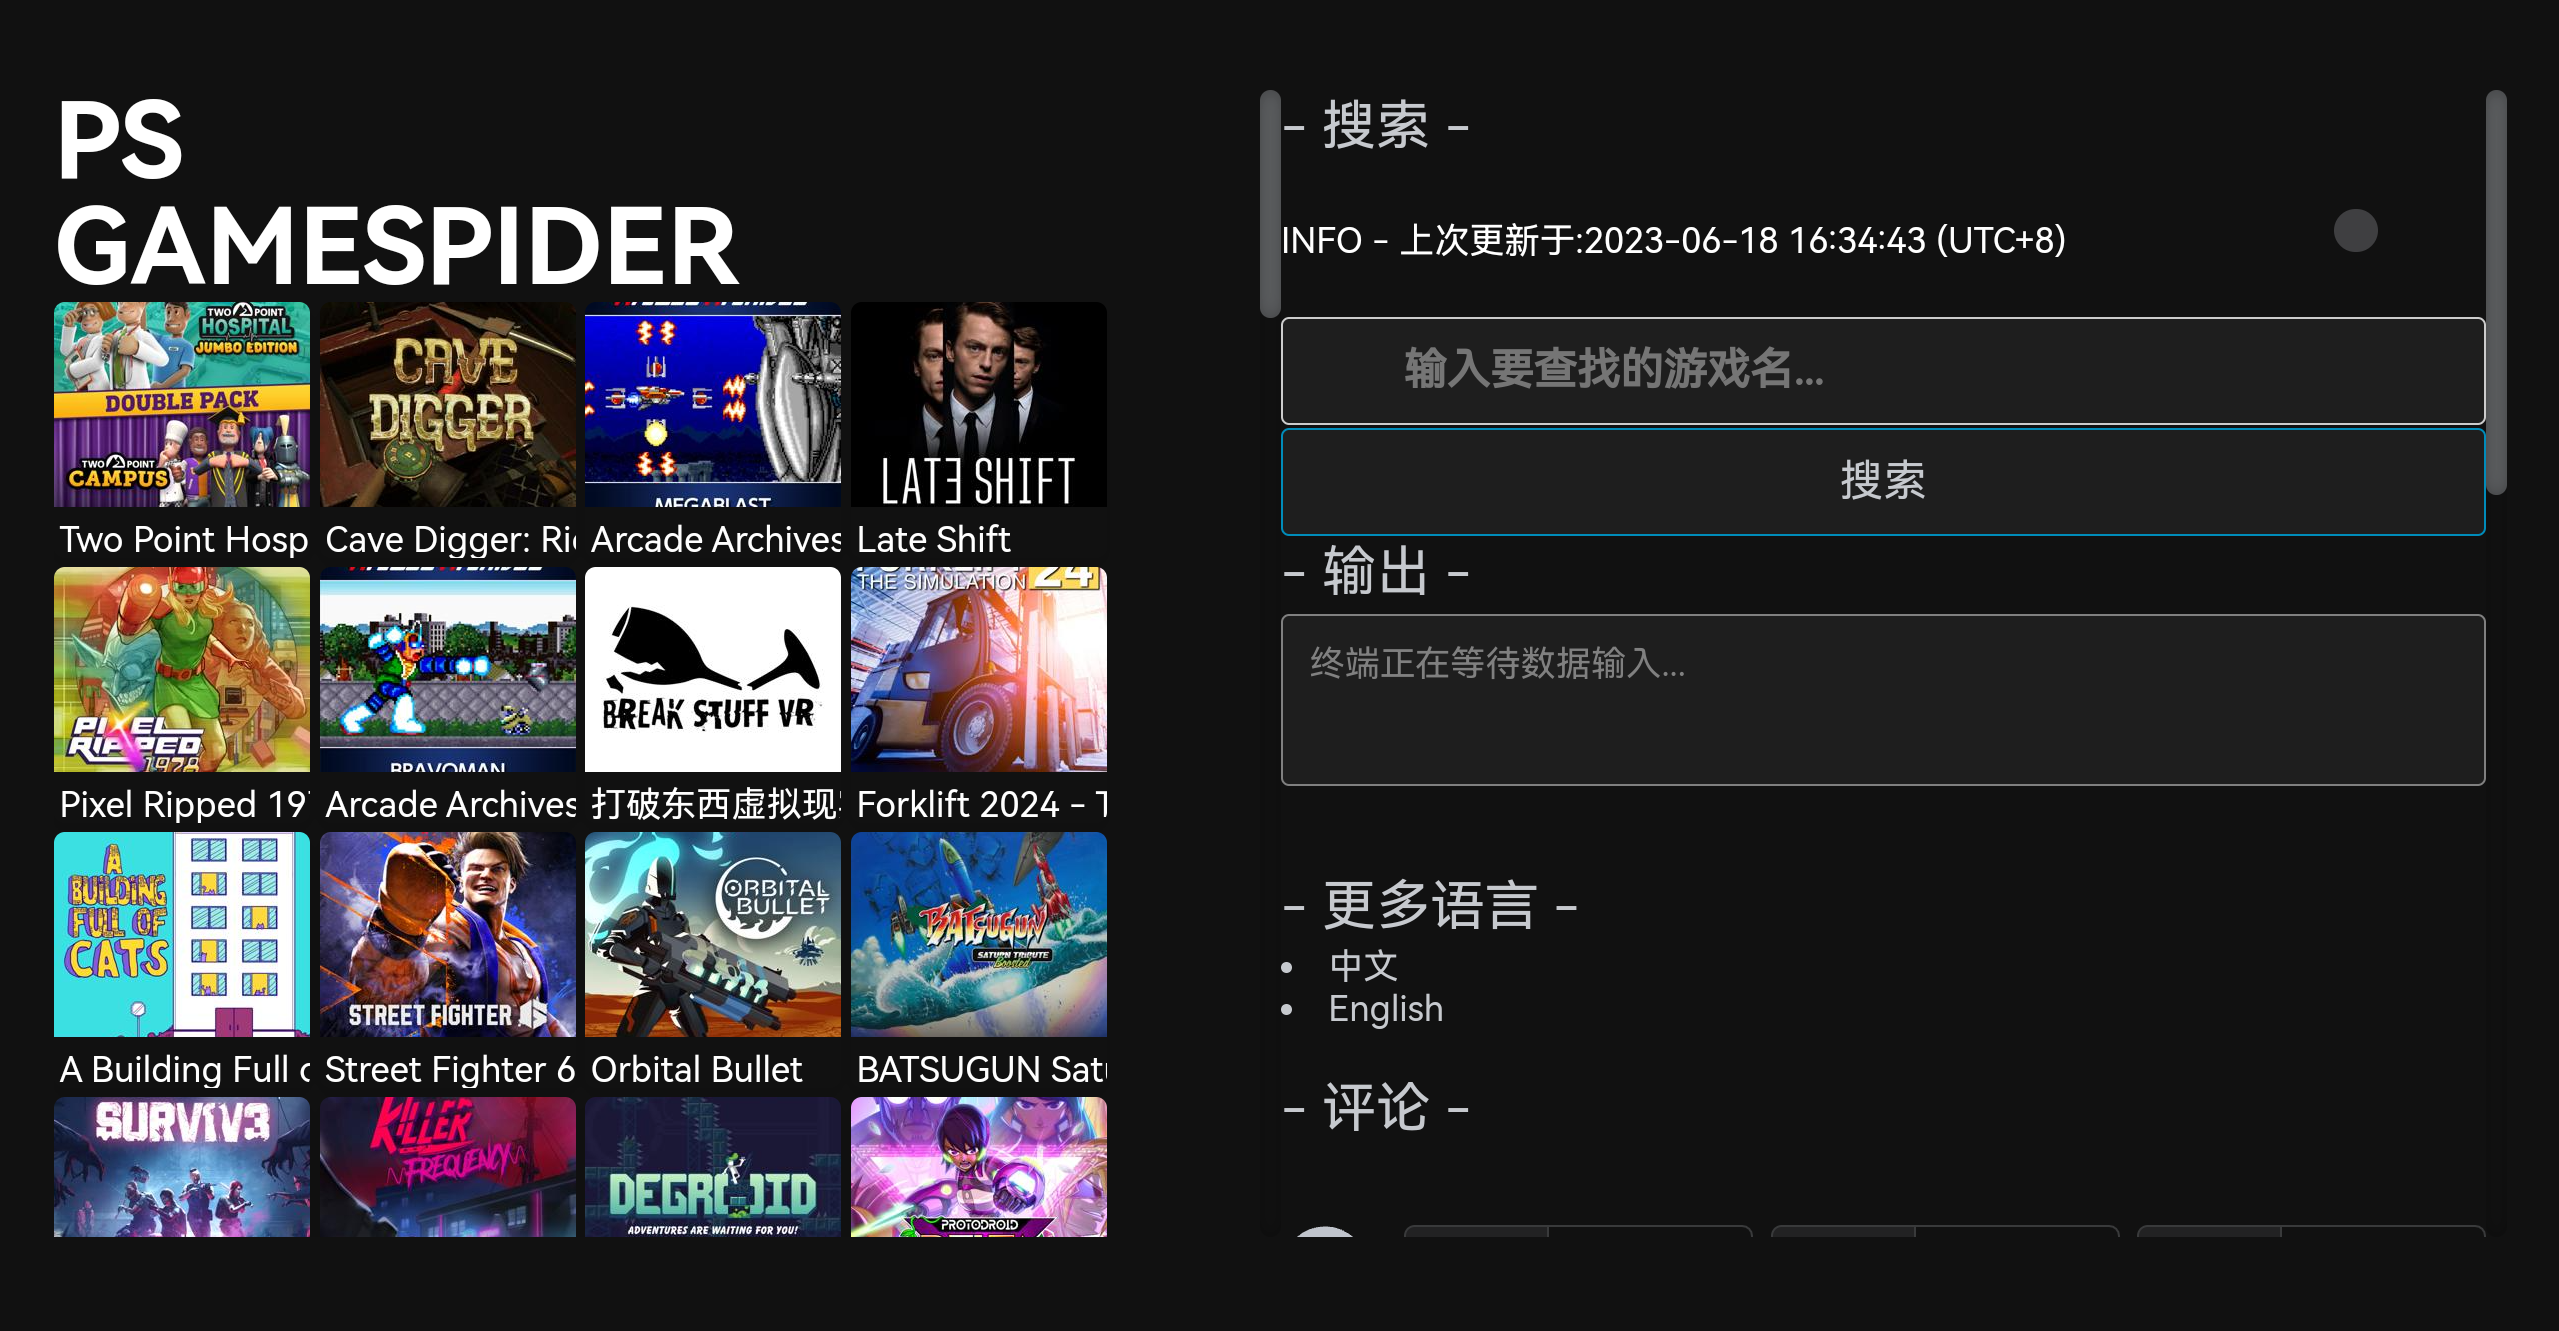 PS
GAMESPIDER
TWO POINT
HOSPITAL
JUMBO EDITION
DOUBLE PACK
TWO POINT
CAMPUS
Two Point Hosp
CAVE
DIGGER
Cave Digger: Ri
MEGABLAST
Arcade Archives
LATE SHIFT
Late Shift
PIXEL
RIPPED
1978
Pixel Ripped 19
BRAVOMAN
Arcade Archives
BREAK STUFF VR
打破东西虚拟现
THE SIMULATION 24
Forklift 2024 - T
A
BUILDING
FULL OF
CATS
A Building Full
STREET FIGHTER 6
Street Fighter 6
ORBITAL
BULLET
Orbital Bullet
BATSUGUN
SATURN TRIBUTE
Boosted
BATSUGUN Sat
SURV1V3
KILLER
FREQUENCY
DEGROID
ADVENTURES ARE WAITING FOR YOU!
PROTODROID
- 搜索 -
INFO - 上次更新于:2023-06-18 16:34:43 (UTC+8)
输入要查找的游戏名...
搜索
- 输出 -
终端正在等待数据输入...
- 更多语言 -
• 中文
• English
- 评论 -